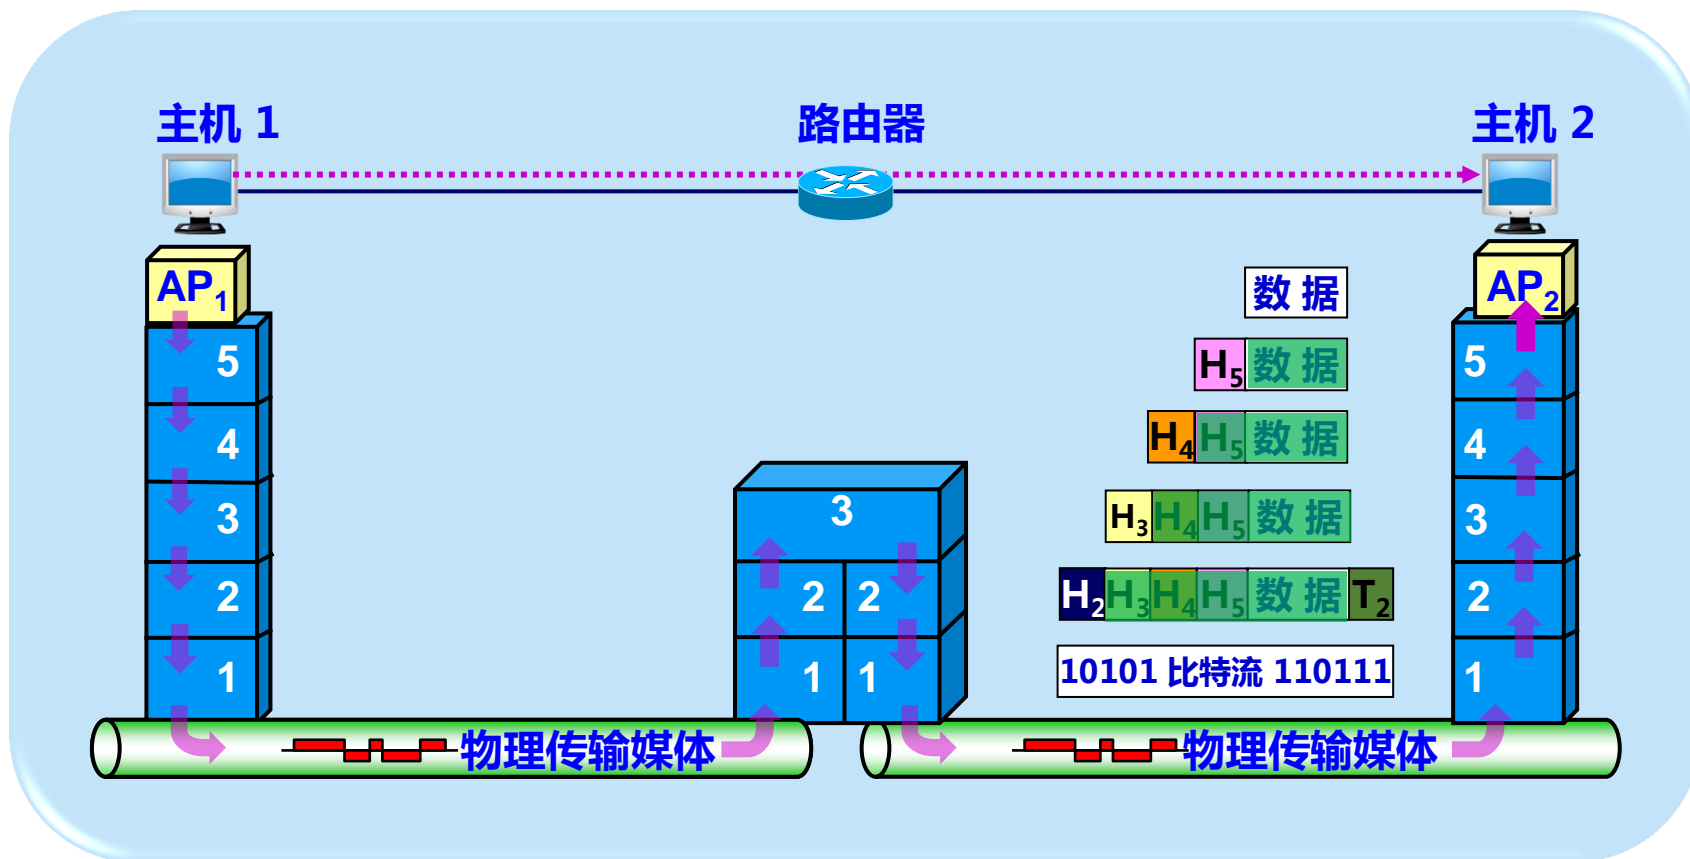 主机 1
路由器
主机 2
AP1
AP2
数 据
5
H5 数 据
5
4
H4 H5 数 据
4
3
3
H3 H4 H5 数 据
3
2
2 2
H2 H3 H4 H5 数 据 T2
2
1
1 1
10101 比特流 110111
1
物理传输媒体
物理传输媒体